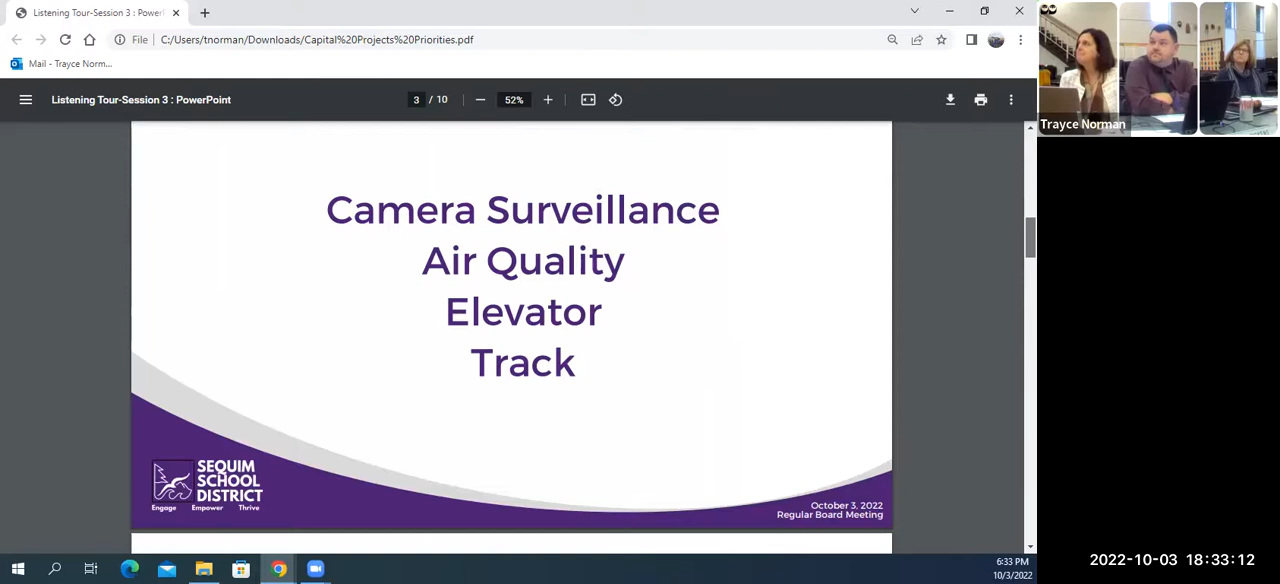 Listening Tour-Session 3 : Power
File
C:/Users/tnorman/Downloads/Capital%20Projects%20Priorities.pdf
Mail - Trayce Norm...
Listening Tour-Session 3 : PowerPoint
3 / 10
52%
Trayce Norman
Camera Surveillance
Air Quality
Elevator
Track
SEQUIM
SCHOOL
DISTRICT
Engage Empower Thrive
October 3, 2022
Regular Board Meeting
6:33 PM
10/3/2022
2022-10-03 18:33:12